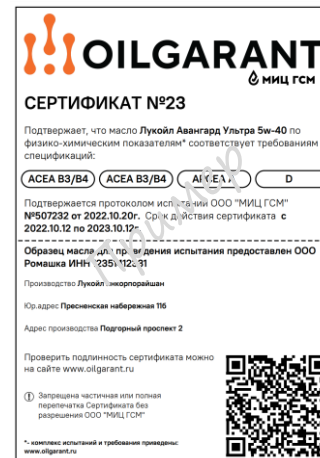 OILGARANT
МИЦ ГСМ
СЕРТИФИКАТ №23
Подтверждает, что масло Лукойл Авангард Ультра 5w-40 по
физико-химическим показателям* соответствует требованиям
спецификаций:
ACEA B3/B4 ACEA B3/B4 D
Подтверждается протоколом испытаний ООО "МИЦ ГСМ"
№507232 от 2022.10.20г. Срок действия сертификата с
2022.10.12 по 2023.10.12г.
Образец масла для проведения испытания предоставлен ООО
Ромашка ИНН
Производство Лукойл
Юр.адрес Пресненская набережная 116
Адрес производства Подгорный проспект 2
Проверить подлинность сертификата можно
на сайте www.oilgarant.ru
Запрещена частичная или полная
перепечатка Сертификата без
разрешения ООО "МИЦ ГСМ"
*- комплекс испытаний и требования приведены:
www.oilgarant.ru
Пример